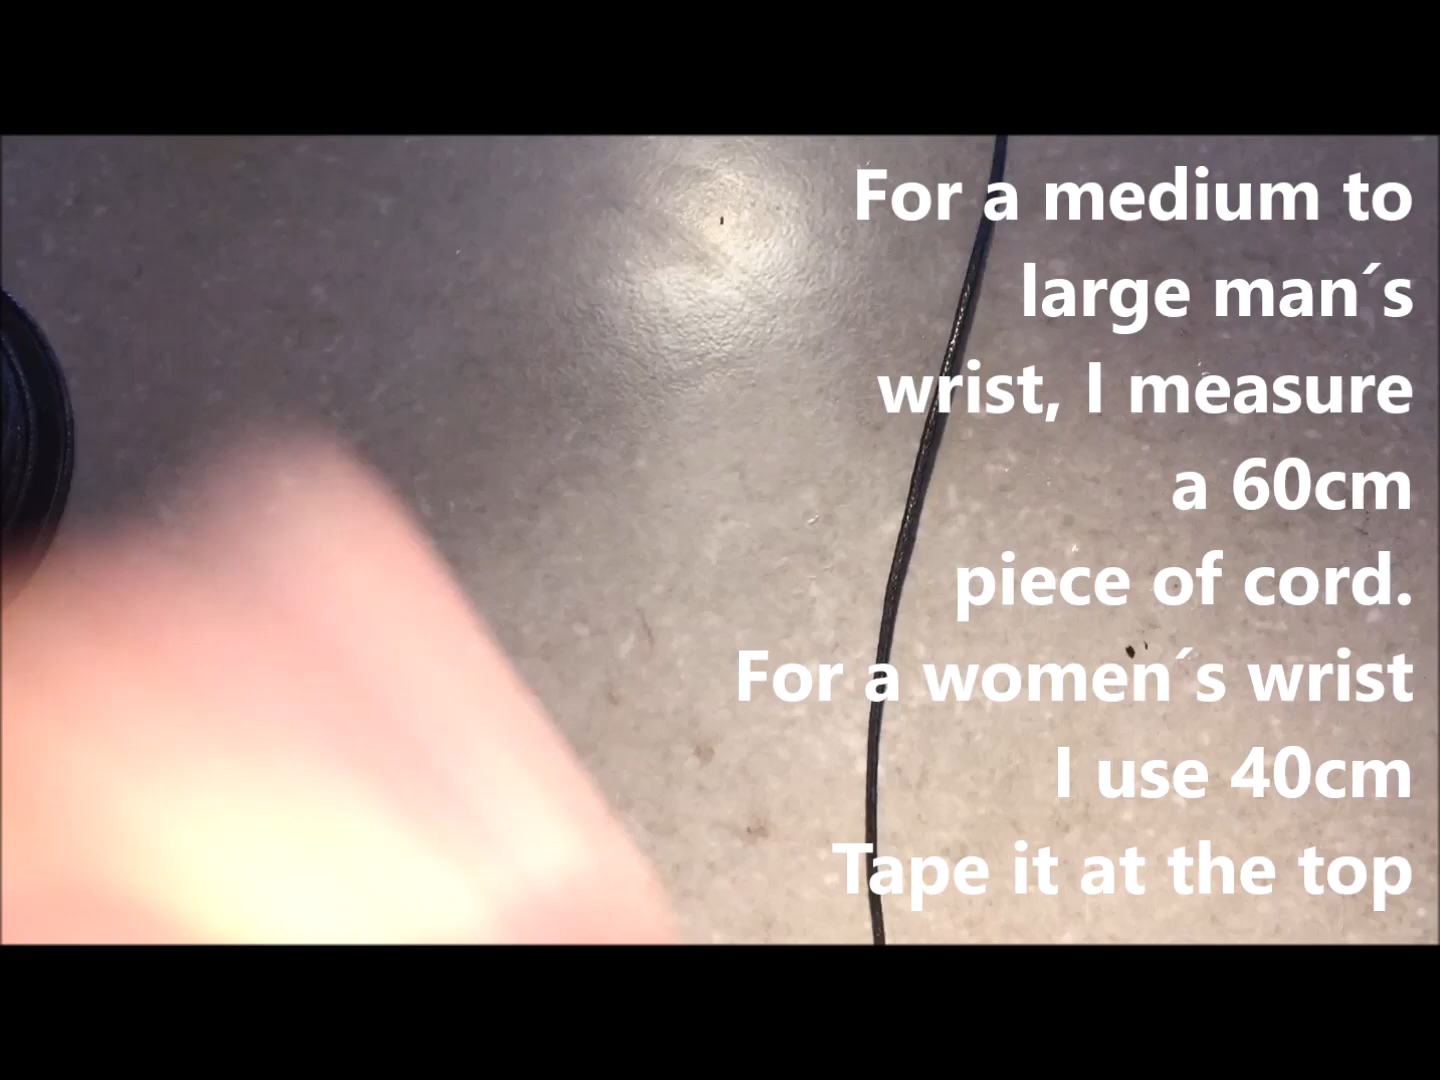 For a medium to
large man´s
wrist, I measure
a 60cm
piece of cord.
For a women´s wrist
I use 40cm
Tape it at the top